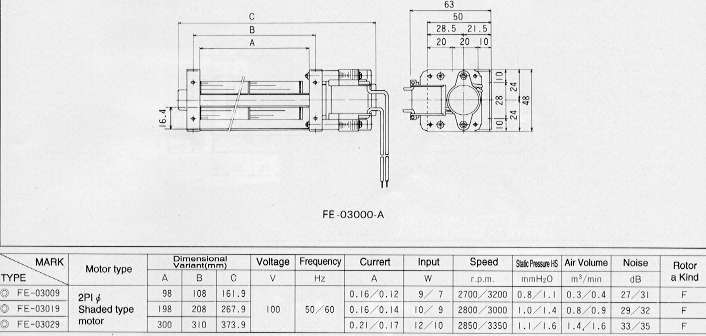 C
B
A
16.4
63
50
28.5 21.5
20 20 10
10
28
10
24
24
48
FE-03000-A
MARK
TYPE
Motor type
Dimensional Variant(mm)
A B C
Voltage
V
Frequency
Hz
Currert
A
Input
W
Speed
r.p.m.
Static Pressure HS
mmH₂O
Air Volume
m³/min
Noise
dB
Rotor
a Kind
2PI ϕ
Shaded type
motor
100
50/60
◎ FE-03009 98 108 161.9 0.16/0.12 9/7 2700/3200 0.8/1.1 0.3/0.4 27/31 F
◎ FE-03019 198 208 267.9 0.16/0.14 10/9 2800/3000 1.0/1.4 0.8/0.9 29/32 F
◎ FE-03029 300 310 373.9 0.21/0.17 12/10 2850/3350 1.1/1.6 1.4/1.6 33/35 F